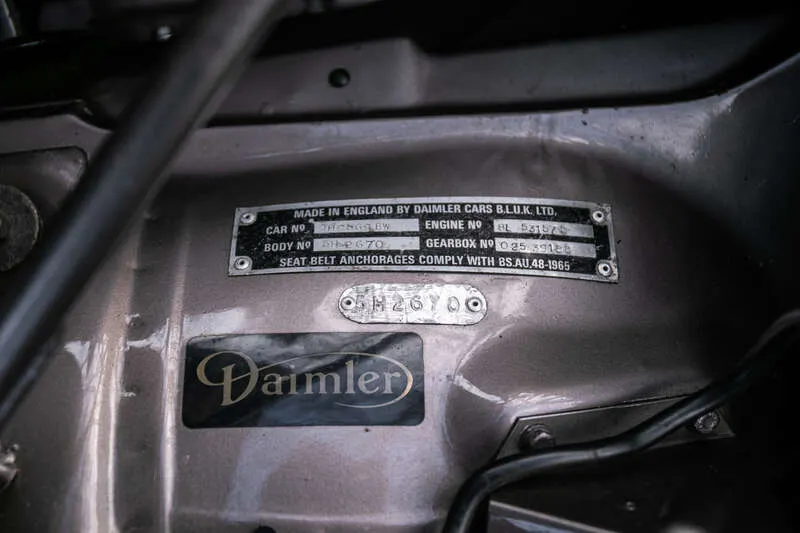 MADE IN ENGLAND BY DAIMLER CARS B.L.U.K. LTD.
CAR Nº ENGINE Nº
BODY Nº GEARBOX Nº
SEAT BELT ANCHORAGES COMPLY WITH BS.AU.48-1965
5H2670
Daimler